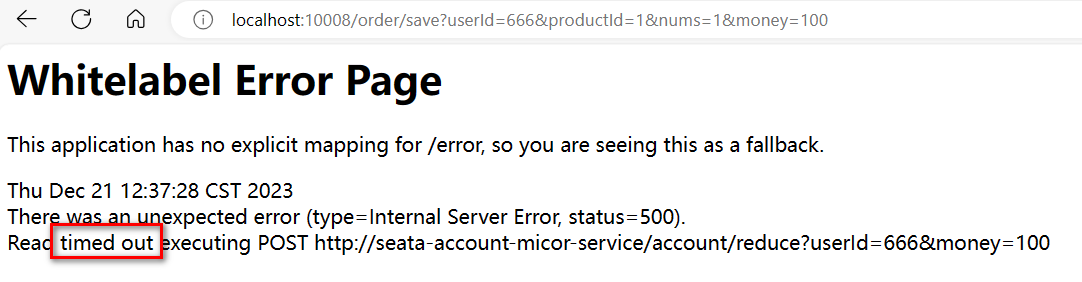 localhost:10008/order/save?userId=666&productId=1&nums=1&money=100
Whitelabel Error Page
This application has no explicit mapping for /error, so you are seeing this as a fallback.
Thu Dec 21 12:37:28 CST 2023
There was an unexpected error (type=Internal Server Error, status=500).
Read timed out executing POST http://seata-account-micor-service/account/reduce?userId=666&money=100